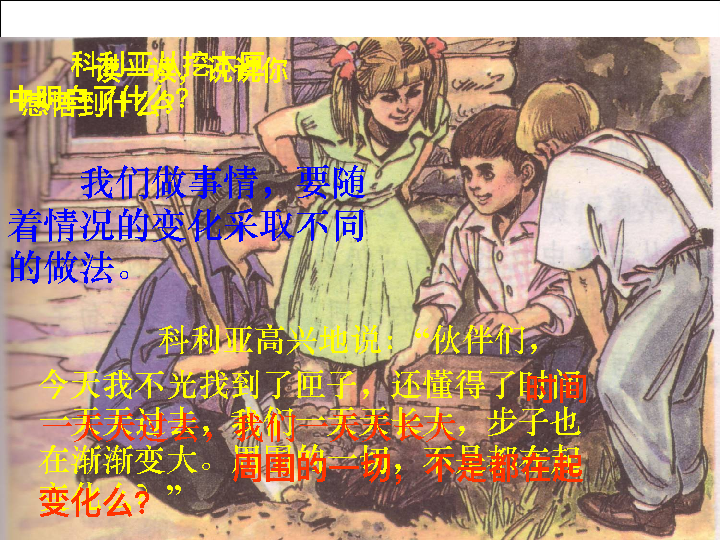 科利亚从挖木匣
中明白了什么?
读一读，说说你
感悟到什么?
我们做事情，要随
着情况的变化采取不同
的做法。
科利亚高兴地说：“伙伴们，
今天我不光找到了匣子，还懂得了时间
一天天过去，我们一天天长大，步子也
在渐渐变大。周围的一切，不是都在起
变化么？”